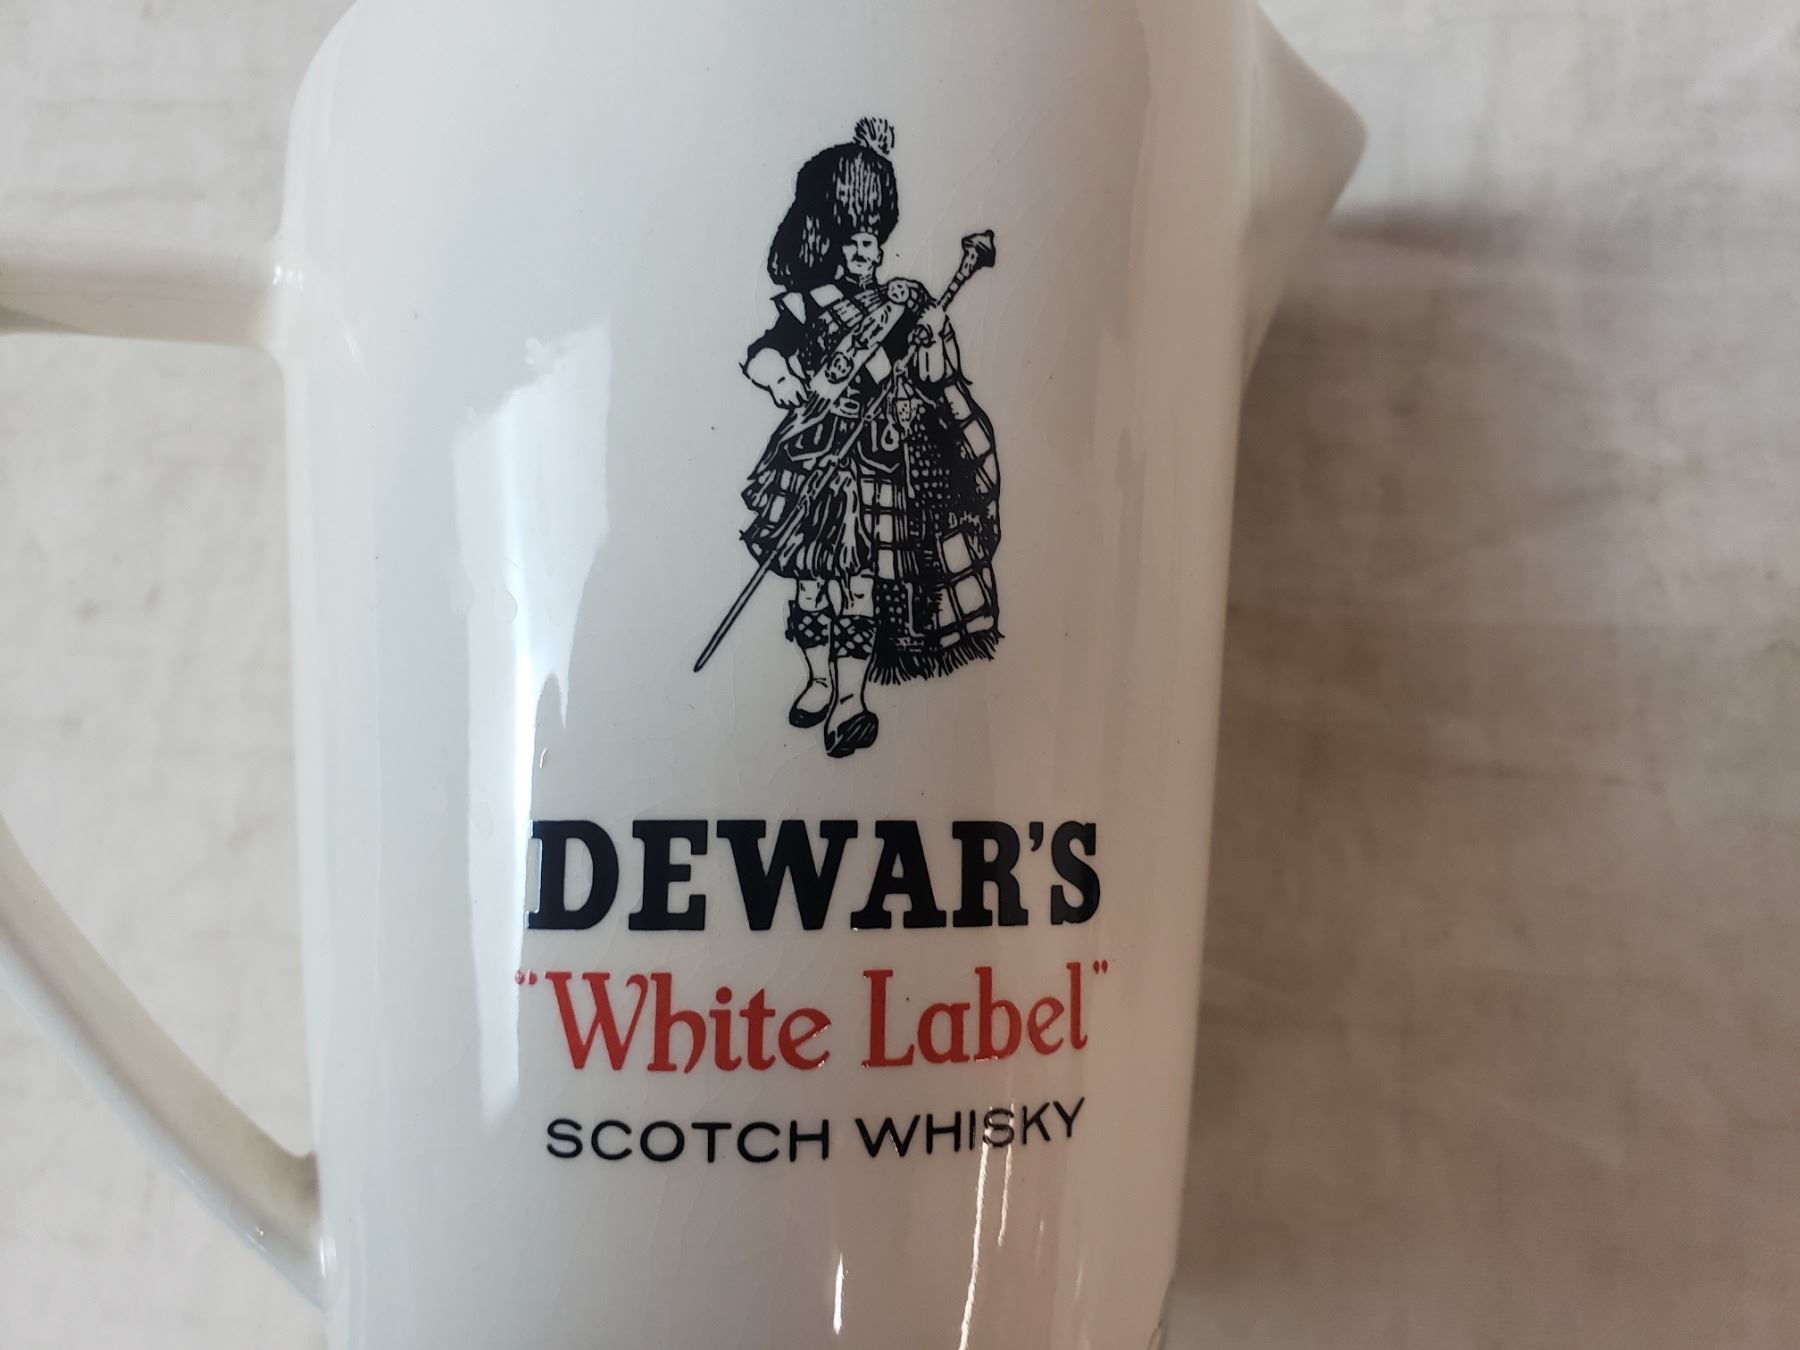 DEWAR'S
"White Label"
SCOTCH WHISKY